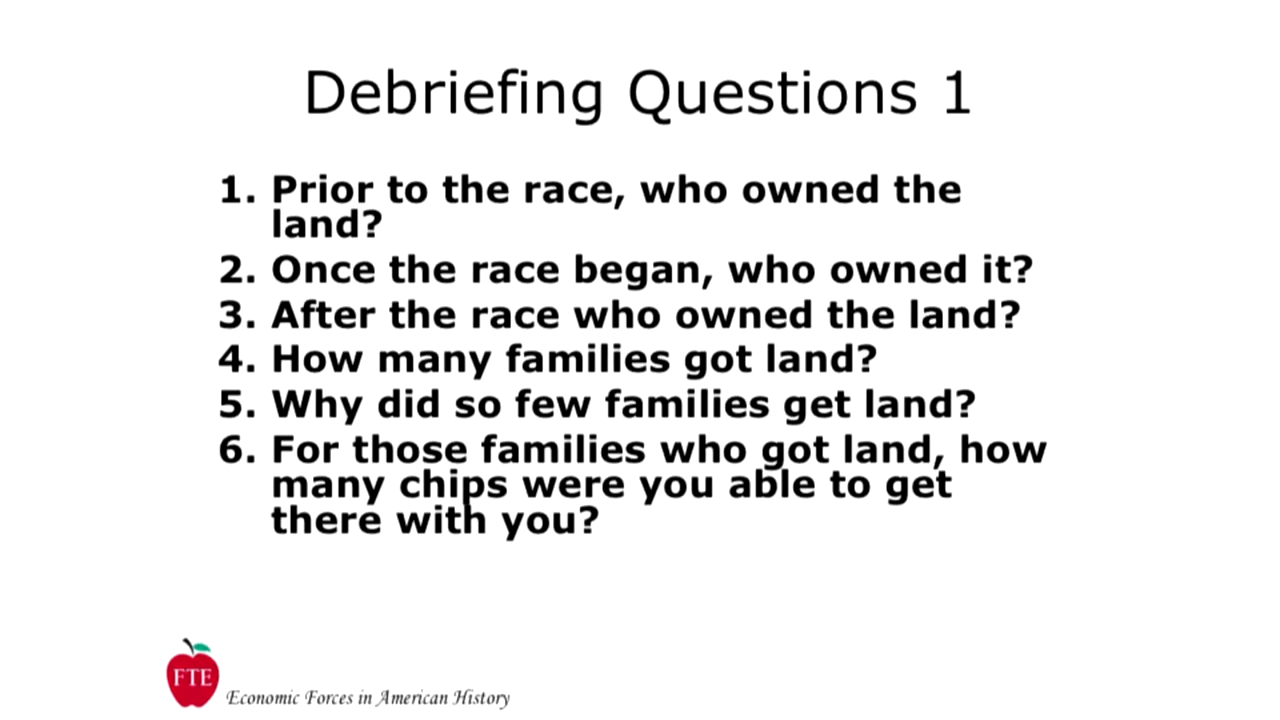 Debriefing Questions 1
1. Prior to the race, who owned the
land?
2. Once the race began, who owned it?
3. After the race who owned the land?
4. How many families got land?
5. Why did so few families get land?
6. For those families who got land, how
many chips were you able to get
there with you?
FTE
Economic Forces in American History